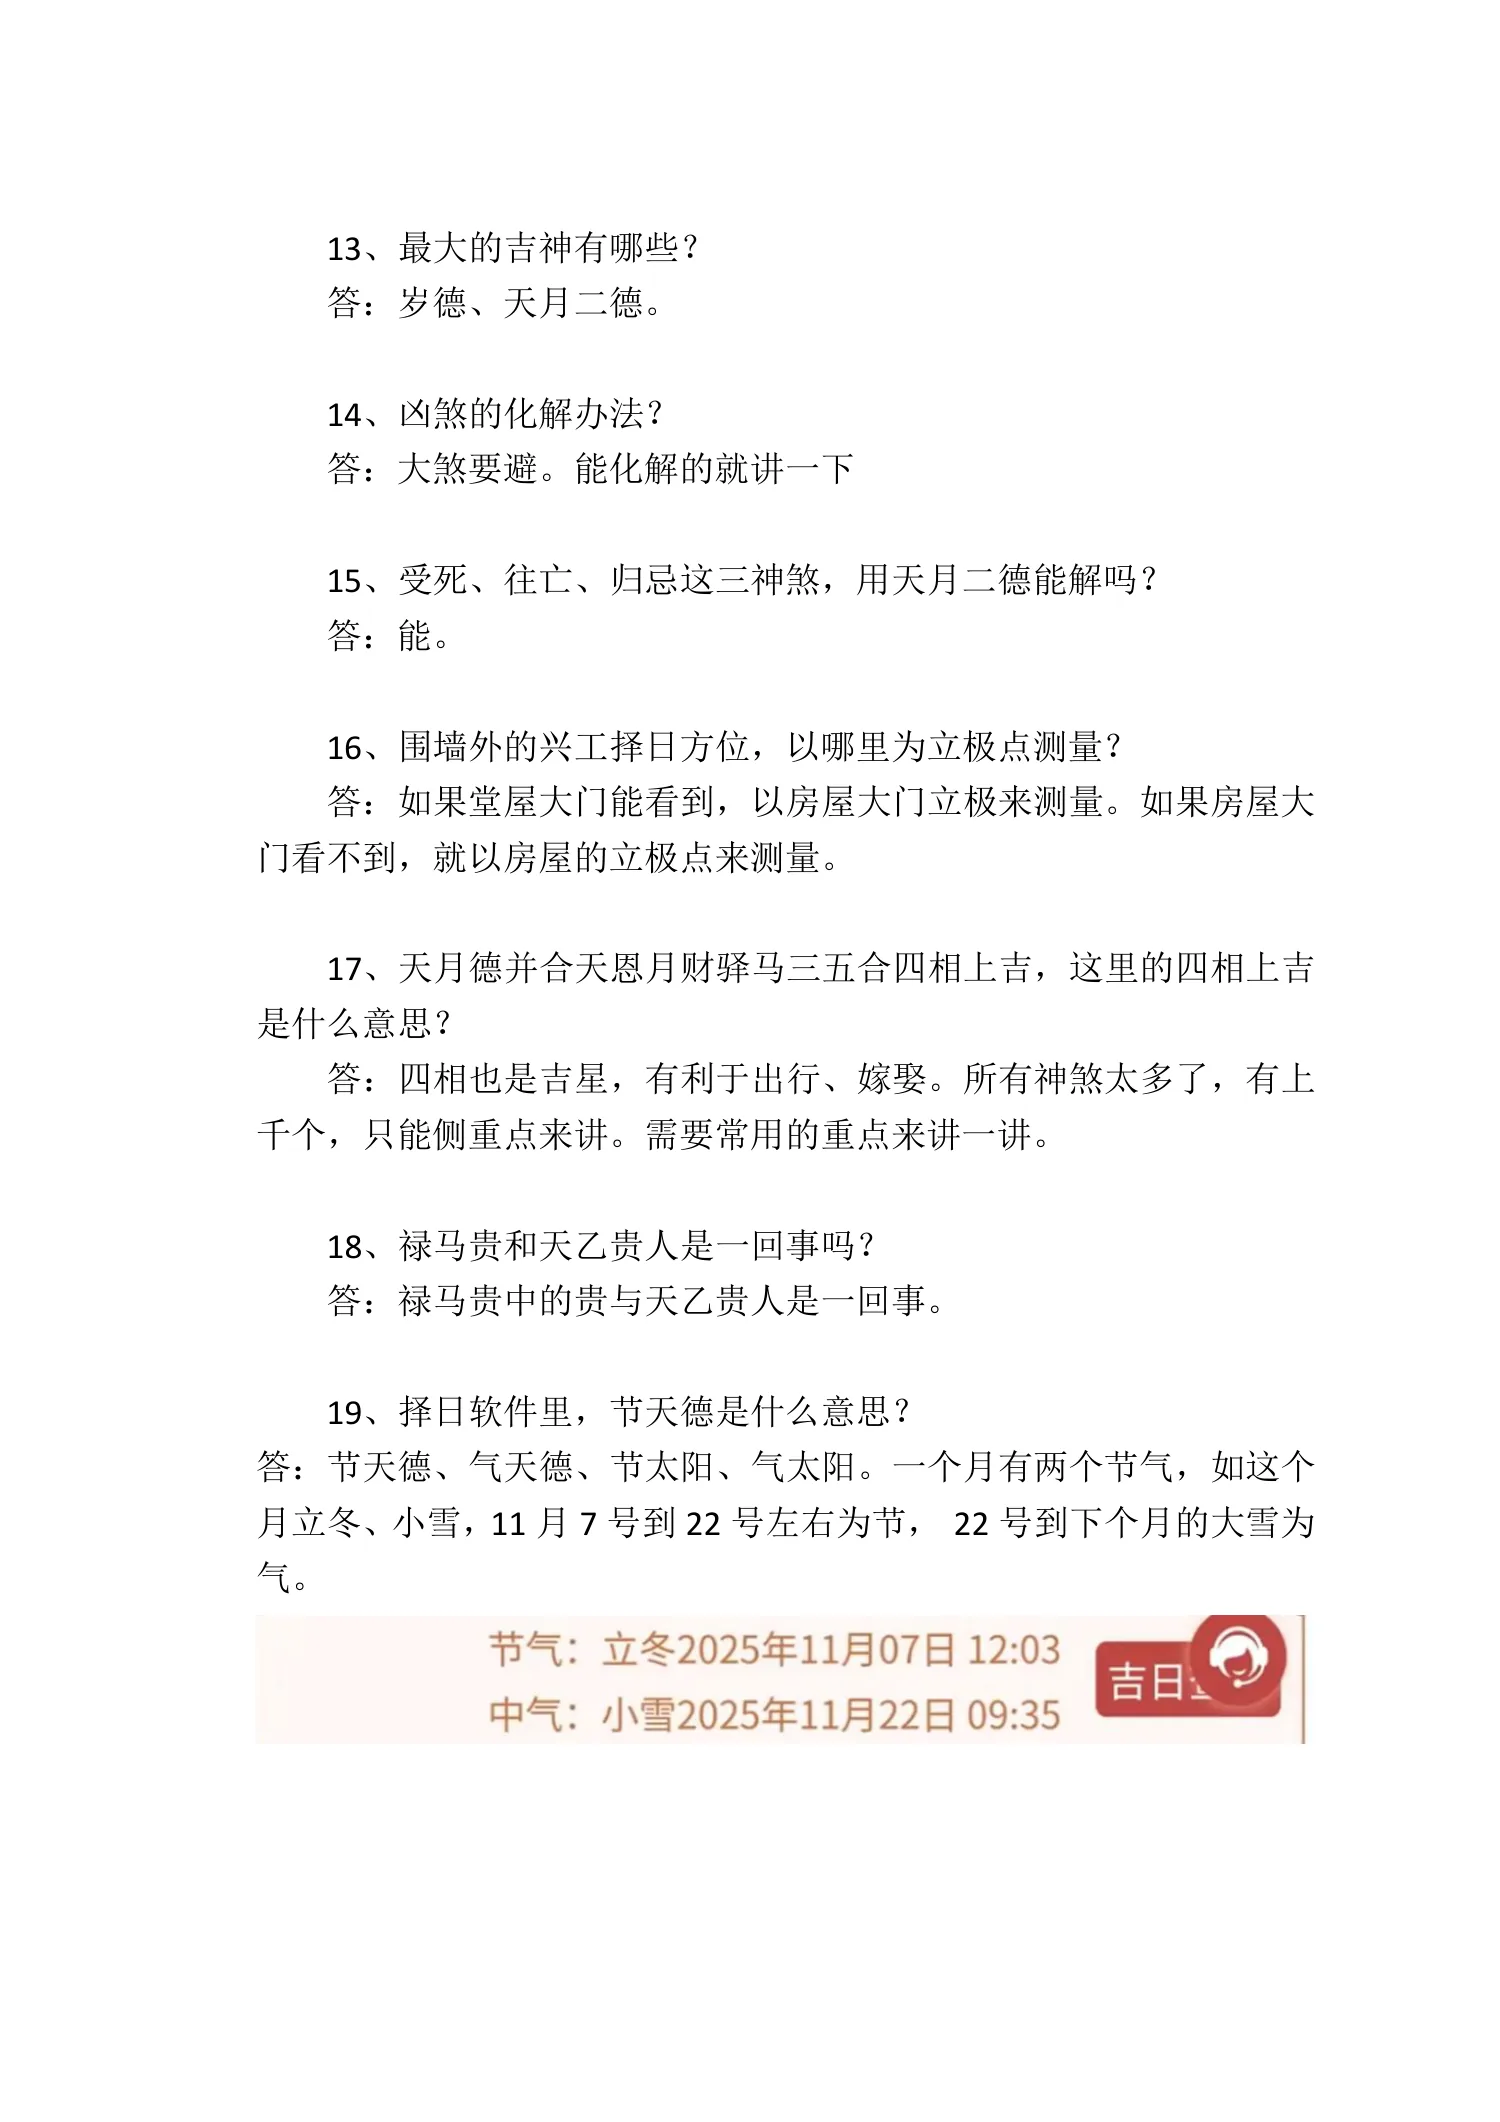 13、最大的吉神有哪些？
答：岁德、天月二德。
14、凶煞的化解办法？
答：大煞要避。能化解的就讲一下
15、受死、往亡、归忌这三神煞，用天月二德能解吗？
答：能。
16、围墙外的兴工择日方位，以哪里为立极点测量？
答：如果堂屋大门能看到，以房屋大门立极来测量。如果房屋大
门看不到，就以房屋的立极点来测量。
17、天月德并合天恩月财驿马三五合四相上吉，这里的四相上吉
是什么意思？
答：四相也是吉星，有利于出行、嫁娶。所有神煞太多了，有上
千个，只能侧重点来讲。需要常用的重点来讲一讲。
18、禄马贵和天乙贵人是一回事吗？
答：禄马贵中的贵与天乙贵人是一回事。
19、择日软件里，节天德是什么意思？
答：节天德、气天德、节太阳、气太阳。一个月有两个节气，如这个
月立冬、小雪，11 月 7 号到 22 号左右为节， 22 号到下个月的大雪为
气。
节气：立冬2025年11月07日 12:03
中气：小雪2025年11月22日 09:35
吉日